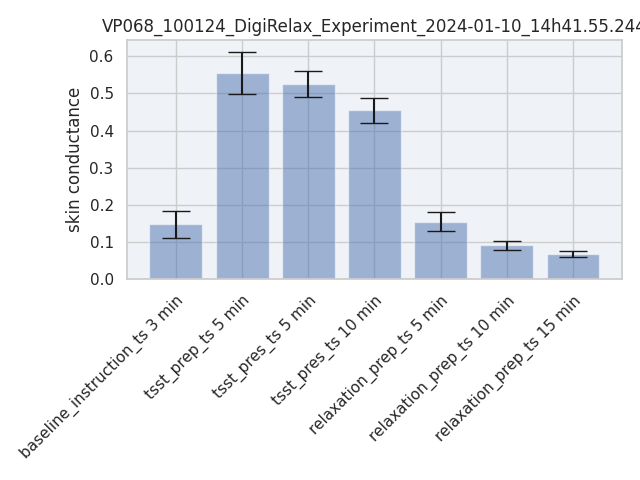 VP068_100124_DigiRelax_Experiment_2024-01-10_14h41.55.244
skin conductance
0.6
0.5
0.4
0.3
0.2
0.1
0.0
baseline_instruction_ts 3 min
tsst_prep_ts 5 min
tsst_pres_ts 5 min
tsst_pres_ts 10 min
relaxation_prep_ts 5 min
relaxation_prep_ts 10 min
relaxation_prep_ts 15 min